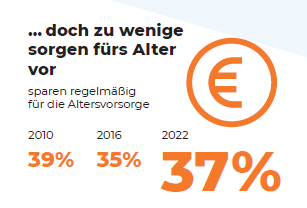 ... doch zu wenige
sorgen fürs Alter
vor
sparen regelmäßig
für die Altersvorsorge
2010 2016 2022
39% 35% 37%